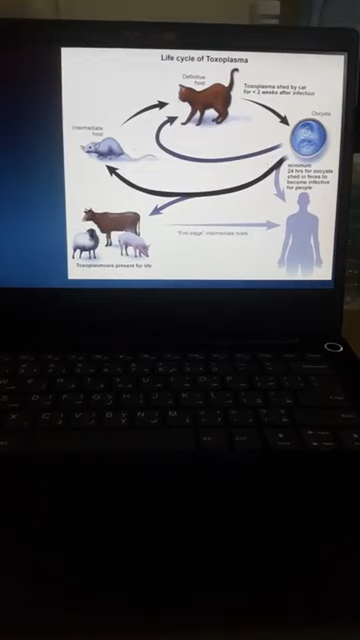 Life cycle of Toxoplasma
Definitive
host
Toxoplasma shed by cat
for < 2 weeks after infection
Oocysts
Intermediate
host
minimum
24 hrs for oocysts
shed in feces to
become infective
for people
"End-stage" intermediate hosts
Toxoplasmosis present for life